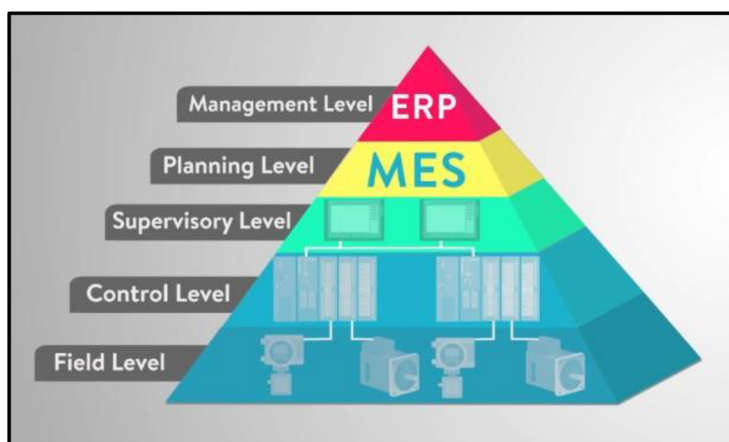 Management Level ERP
Planning Level MES
Supervisory Level
Control Level
Field Level